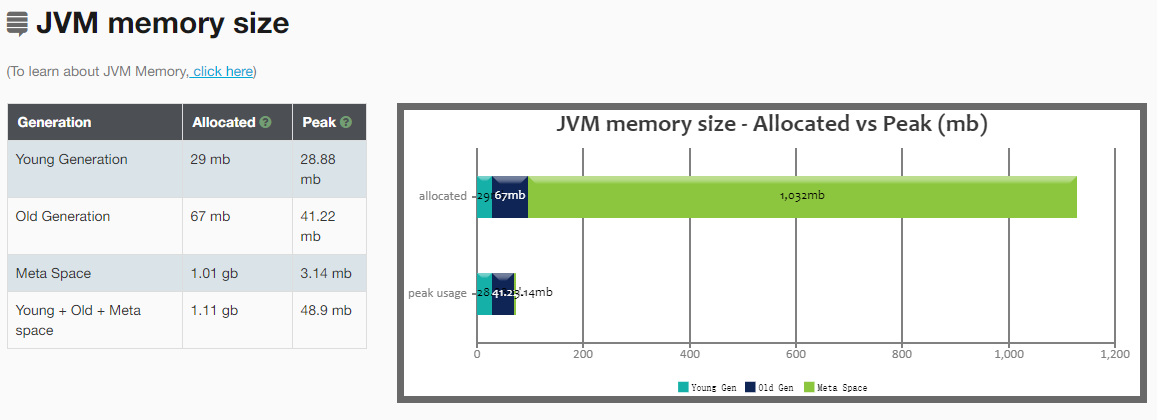 JVM memory size
(To learn about JVM Memory, click here)
Generation Allocated ? Peak ?
Young Generation 29 mb 28.88
mb
Old Generation 67 mb 41.22
mb
Meta Space 1.01 gb 3.14 mb
Young + Old + Meta 1.11 gb 48.9 mb
space
JVM memory size - Allocated vs Peak (mb)
allocated 29 67mb 1,032mb
peak usage 28 41.2 3.14mb
0 200 400 600 800 1,000 1,200
Young Gen Old Gen Meta Space